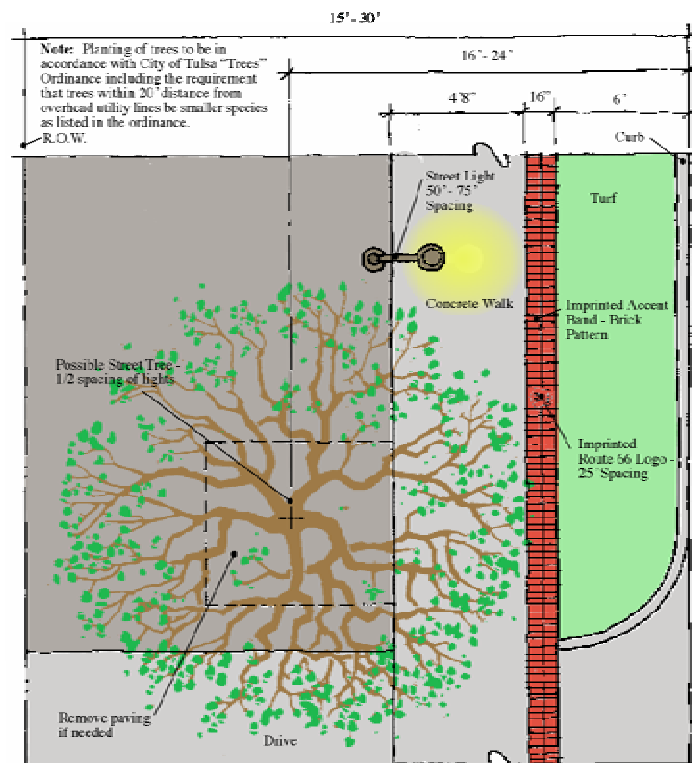 15'- 30'
Note: Planting of trees to be in
accordance with City of Tulsa "Trees"
Ordinance including the requirement
that trees within 20' distance from
overhead utility lines be smaller species
as listed in the ordinance.
R.O.W.
16'- 24'
4'8"
16"
6'
Curb
Street Light
50'- 75'
Spacing
Turf
Concrete Walk
Imprinted Accent
Band - Brick
Pattern
Possible Street Tree -
1/2 spacing of lights
Imprinted
Route 66 Logo -
25' Spacing
Remove paving
if needed
Drive